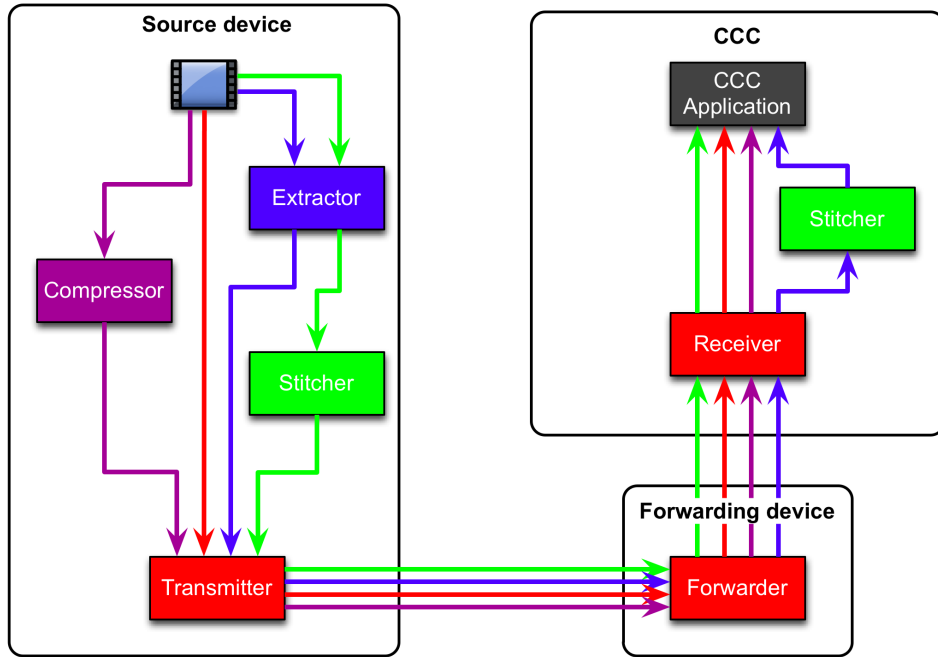 Source device
Extractor
Compressor
Stitcher
Transmitter
CCC
CCC
Application
Stitcher
Receiver
Forwarding device
Forwarder